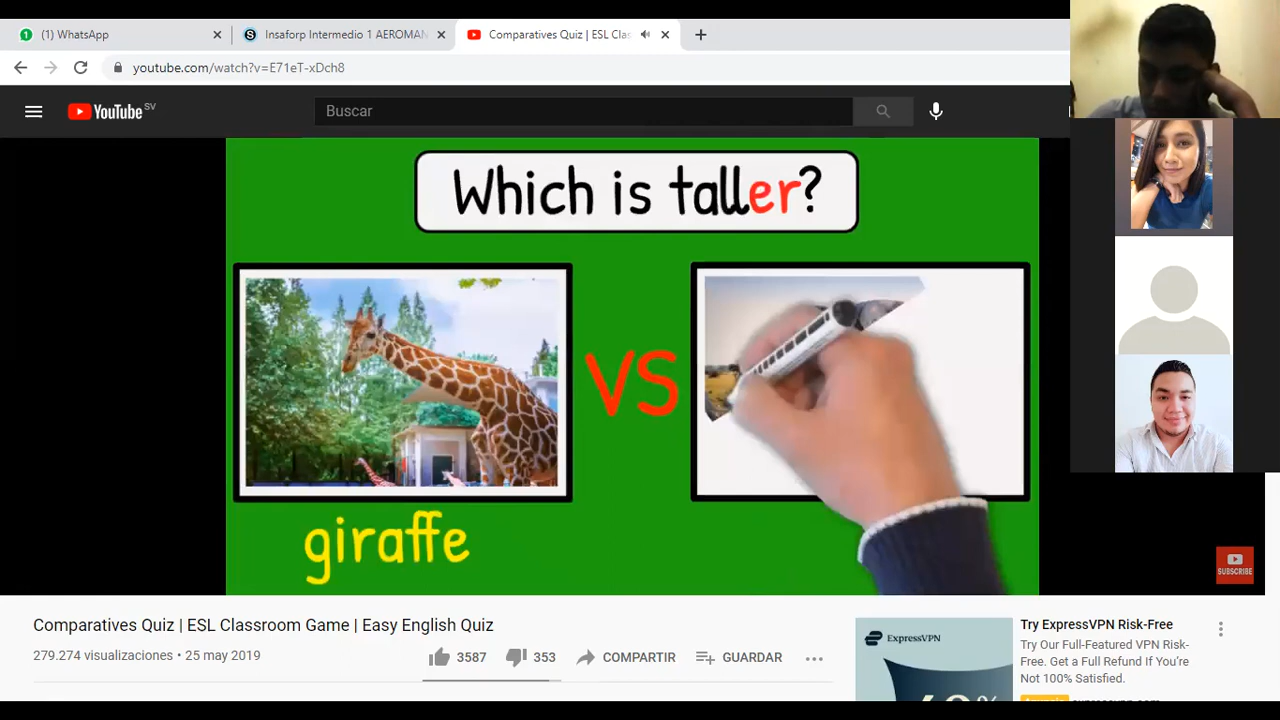 (1) WhatsApp
Insaforp Intermedio 1 AEROMAN
Comparatives Quiz | ESL Clas
youtube.com/watch?v=E71eT-xDch8
YouTube SV
Buscar
Which is taller?
VS
giraffe
SUBSCRIBE
Comparatives Quiz | ESL Classroom Game | Easy English Quiz
279.274 visualizaciones • 25 may 2019
3587
353
COMPARTIR
GUARDAR
ExpressVPN
Try ExpressVPN Risk-Free
Try Our Full-Featured VPN Risk-
Free. Get a Full Refund If You're
Not 100% Satisfied.